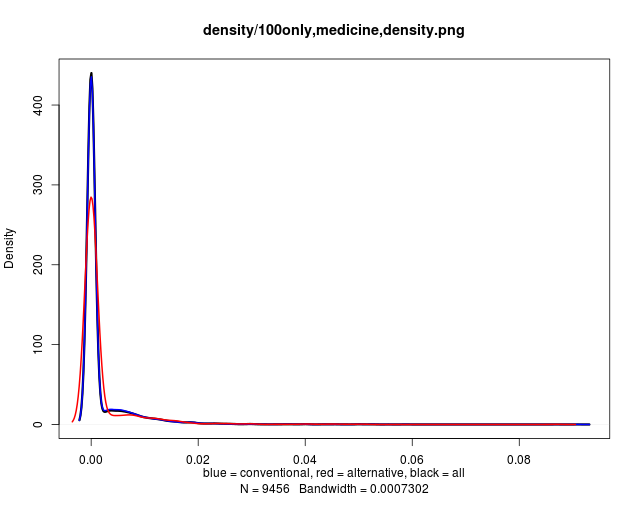 density/100only,medicine,density.png
Density
400
300
200
100
0
0.00 0.02 0.04 0.06 0.08
blue = conventional, red = alternative, black = all
N = 9456 Bandwidth = 0.0007302